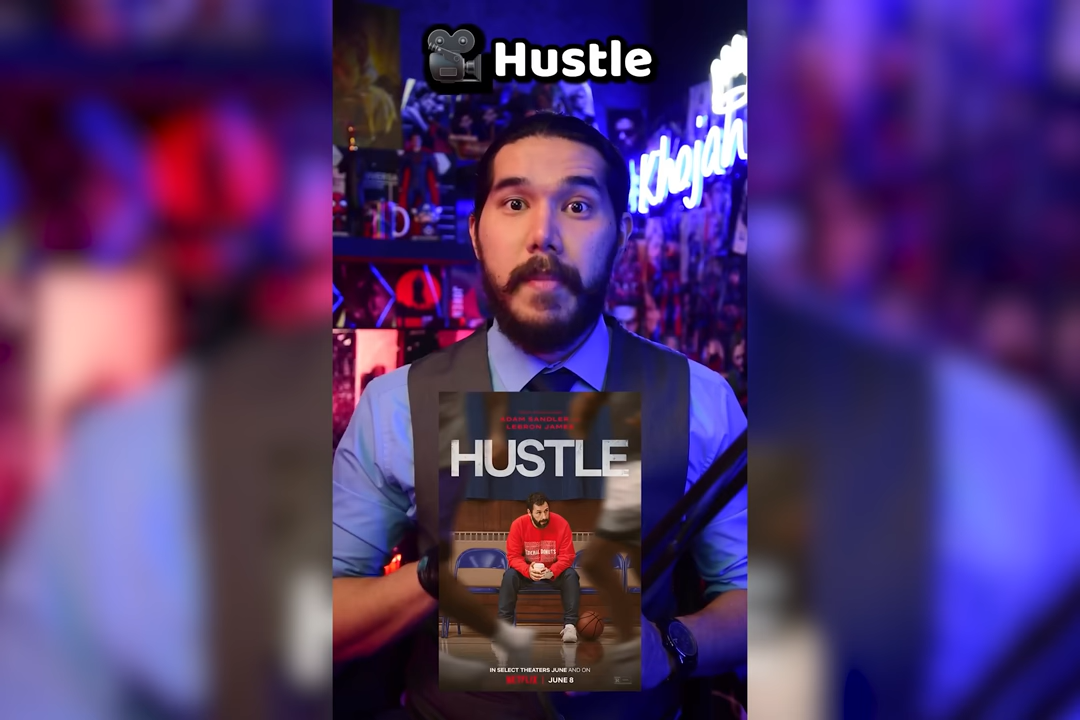 Hustle
Khojah
ADAM SANDLER
LEBRON JAMES
HUSTLE
IN SELECT THEATERS JUNE AND ON
NETFLIX | JUNE 8